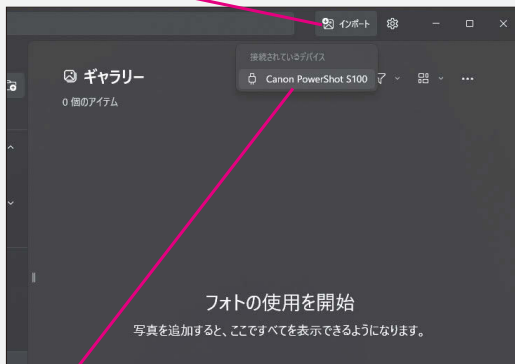 インポート
接続されているデバイス
Canon PowerShot S100
ギャラリー
0 個のアイテム
フォトの使用を開始
写真を追加すると、ここですべてを表示できるようになります。